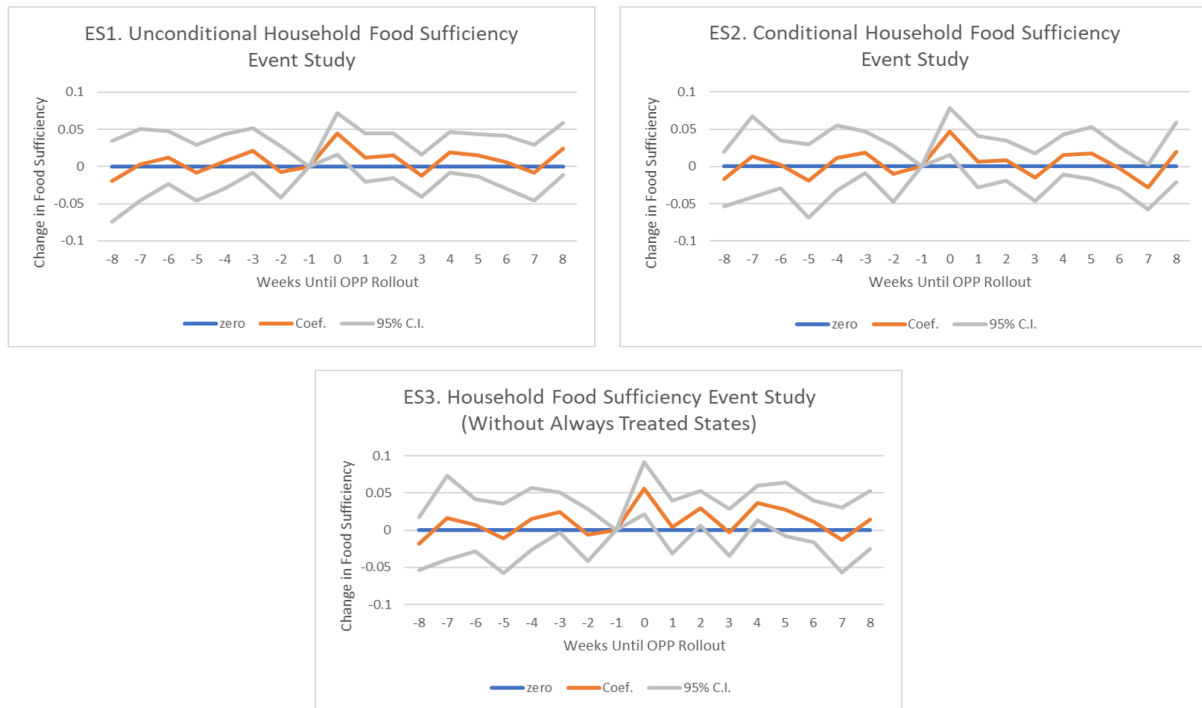 ES1. Unconditional Household Food Sufficiency
Event Study
Change in Food Sufficiency
0.1
0.05
0
-0.05
-0.1
-8 -7 -6 -5 -4 -3 -2 -1 0 1 2 3 4 5 6 7 8
Weeks Until OPP Rollout
zero Coef. 95% C.I.
ES2. Conditional Household Food Sufficiency
Event Study
Change in Food Sufficiency
0.1
0.05
0
-0.05
-0.1
-8 -7 -6 -5 -4 -3 -2 -1 0 1 2 3 4 5 6 7 8
Weeks Until OPP Rollout
zero Coef. 95% C.I.
ES3. Household Food Sufficiency Event Study
(Without Always Treated States)
Change in Food Sufficiency
0.1
0.05
0
-0.05
-0.1
-8 -7 -6 -5 -4 -3 -2 -1 0 1 2 3 4 5 6 7 8
Weeks Until OPP Rollout
zero Coef. 95% C.I.